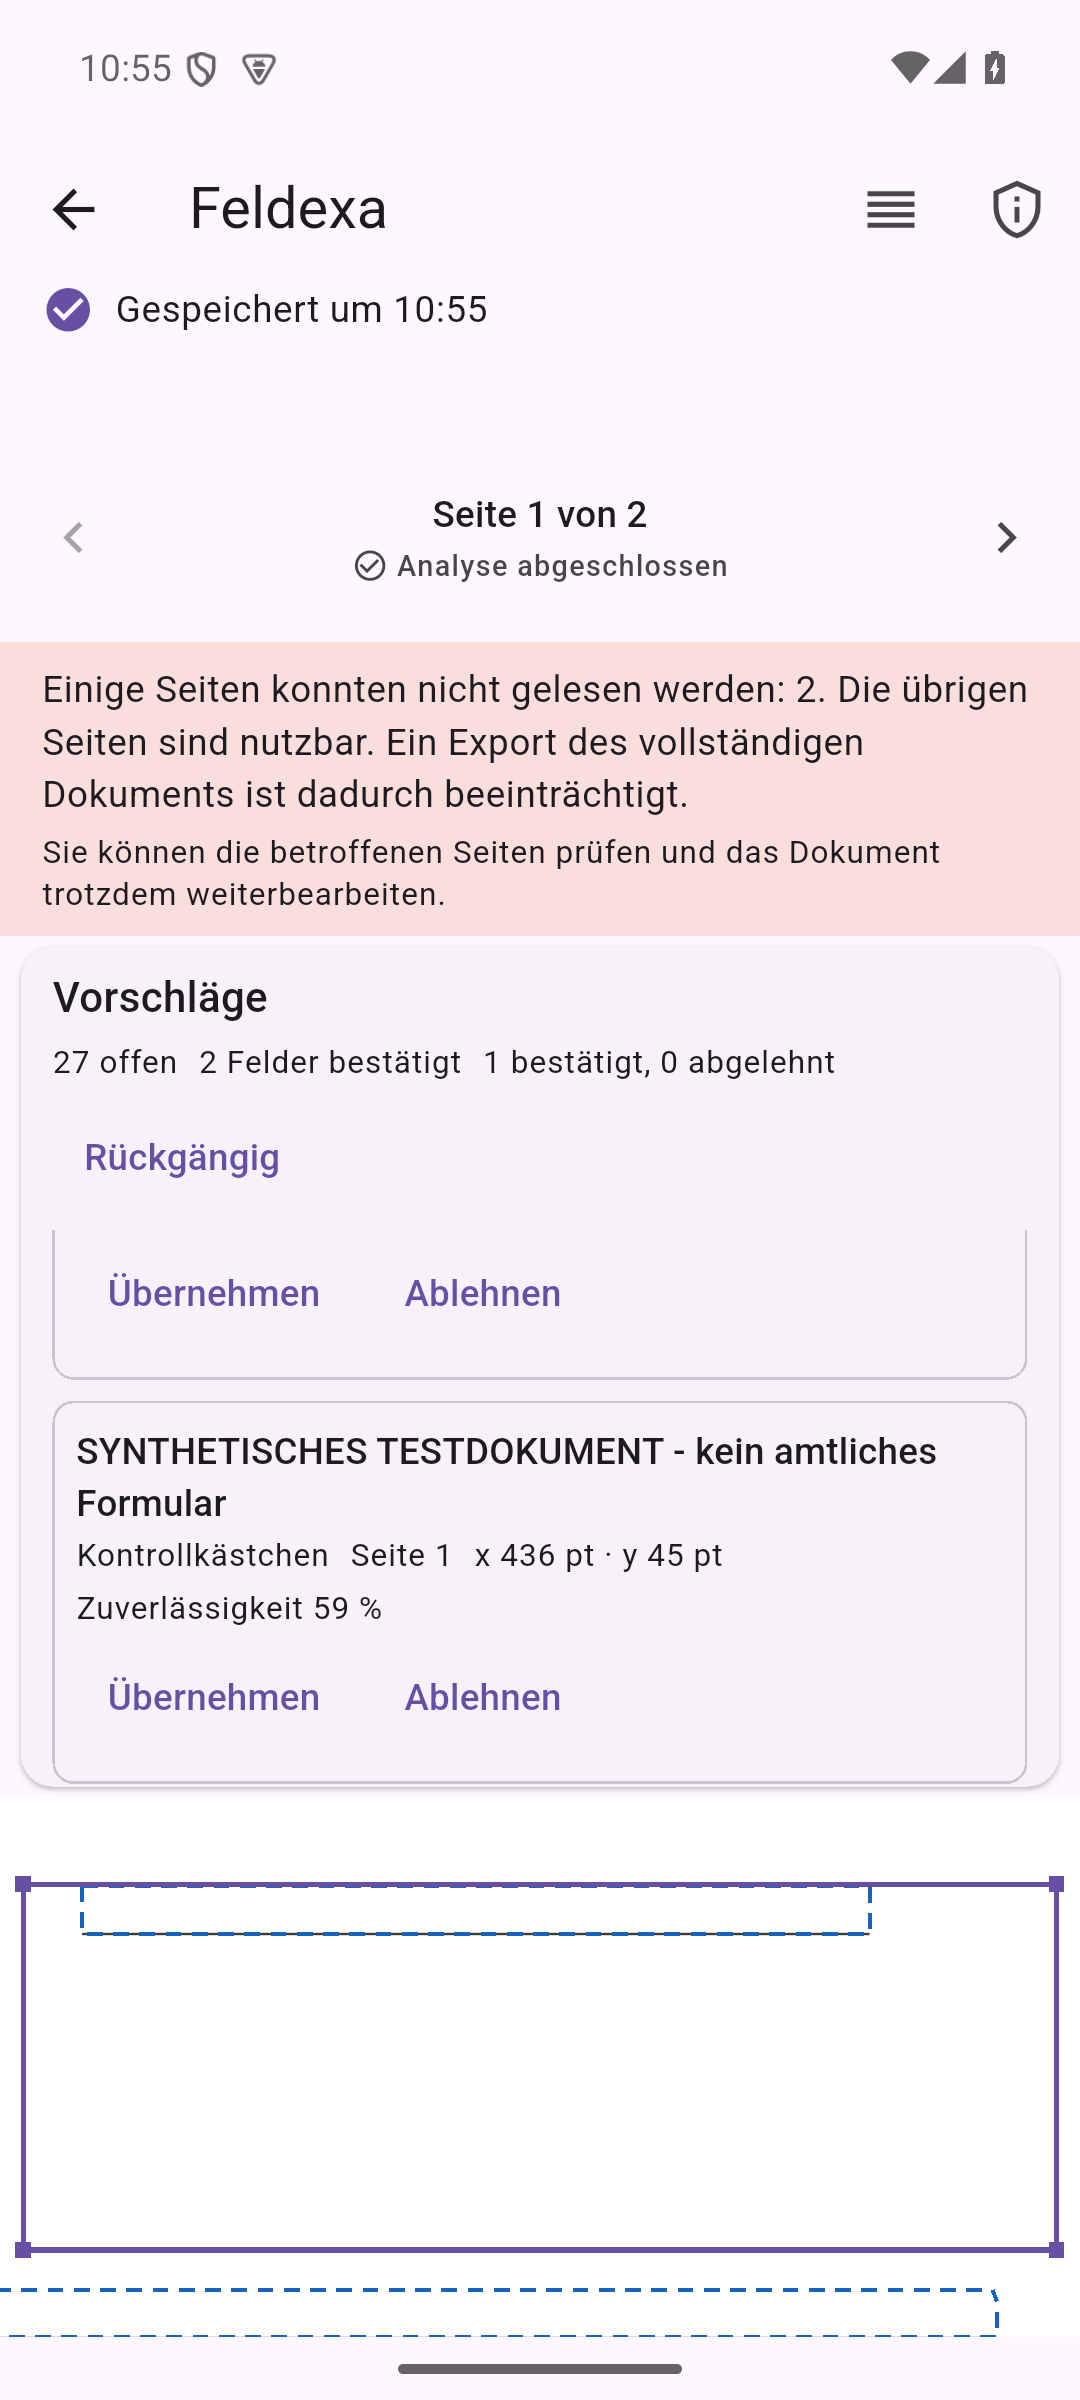 10:55
Feldexa
Gespeichert um 10:55
Seite 1 von 2
Analyse abgeschlossen
Einige Seiten konnten nicht gelesen werden: 2. Die übrigen
Seiten sind nutzbar. Ein Export des vollständigen
Dokuments ist dadurch beeinträchtigt.
Sie können die betroffenen Seiten prüfen und das Dokument
trotzdem weiterbearbeiten.
Vorschläge
27 offen 2 Felder bestätigt 1 bestätigt, 0 abgelehnt
Rückgängig
Übernehmen Ablehnen
SYNTHETISCHES TESTDOKUMENT - kein amtliches
Formular
Kontrollkästchen Seite 1 x 436 pt · y 45 pt
Zuverlässigkeit 59 %
Übernehmen Ablehnen